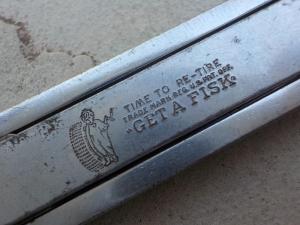 TIME TO RE-TIRE
TRADE MARK REG. U.S. PAT. OFF.
"GET A FISK"